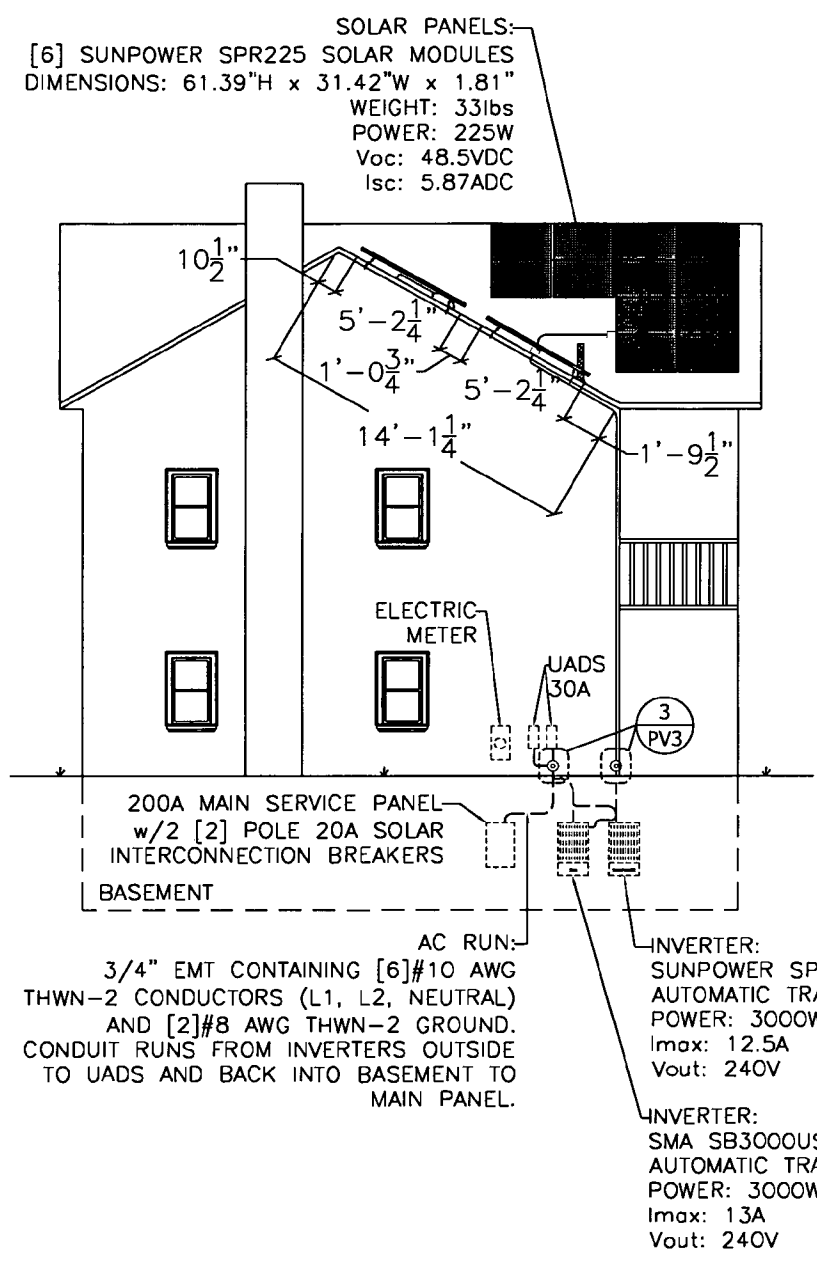 SOLAR PANELS:
[6] SUNPOWER SPR225 SOLAR MODULES
DIMENSIONS: 61.39"H x 31.42"W x 1.81"
WEIGHT: 33lbs
POWER: 225W
Voc: 48.5VDC
Isc: 5.87ADC
10 1/2"
5'-2 1/4"
1'-0 3/4"
5'-2 1/4"
14'-1 1/4"
1'-9 1/2"
ELECTRIC
METER
UADS
30A
3
PV3
200A MAIN SERVICE PANEL
w/2 [2] POLE 20A SOLAR
INTERCONNECTION BREAKERS
BASEMENT
AC RUN:
3/4" EMT CONTAINING [6]#10 AWG
THWN-2 CONDUCTORS (L1, L2, NEUTRAL)
AND [2]#8 AWG THWN-2 GROUND.
CONDUIT RUNS FROM INVERTERS OUTSIDE
TO UADS AND BACK INTO BASEMENT TO
MAIN PANEL.
INVERTER:
SUNPOWER SP
AUTOMATIC TRA
POWER: 3000W
Imax: 12.5A
Vout: 240V
INVERTER:
SMA SB3000US
AUTOMATIC TRA
POWER: 3000W
Imax: 13A
Vout: 240V